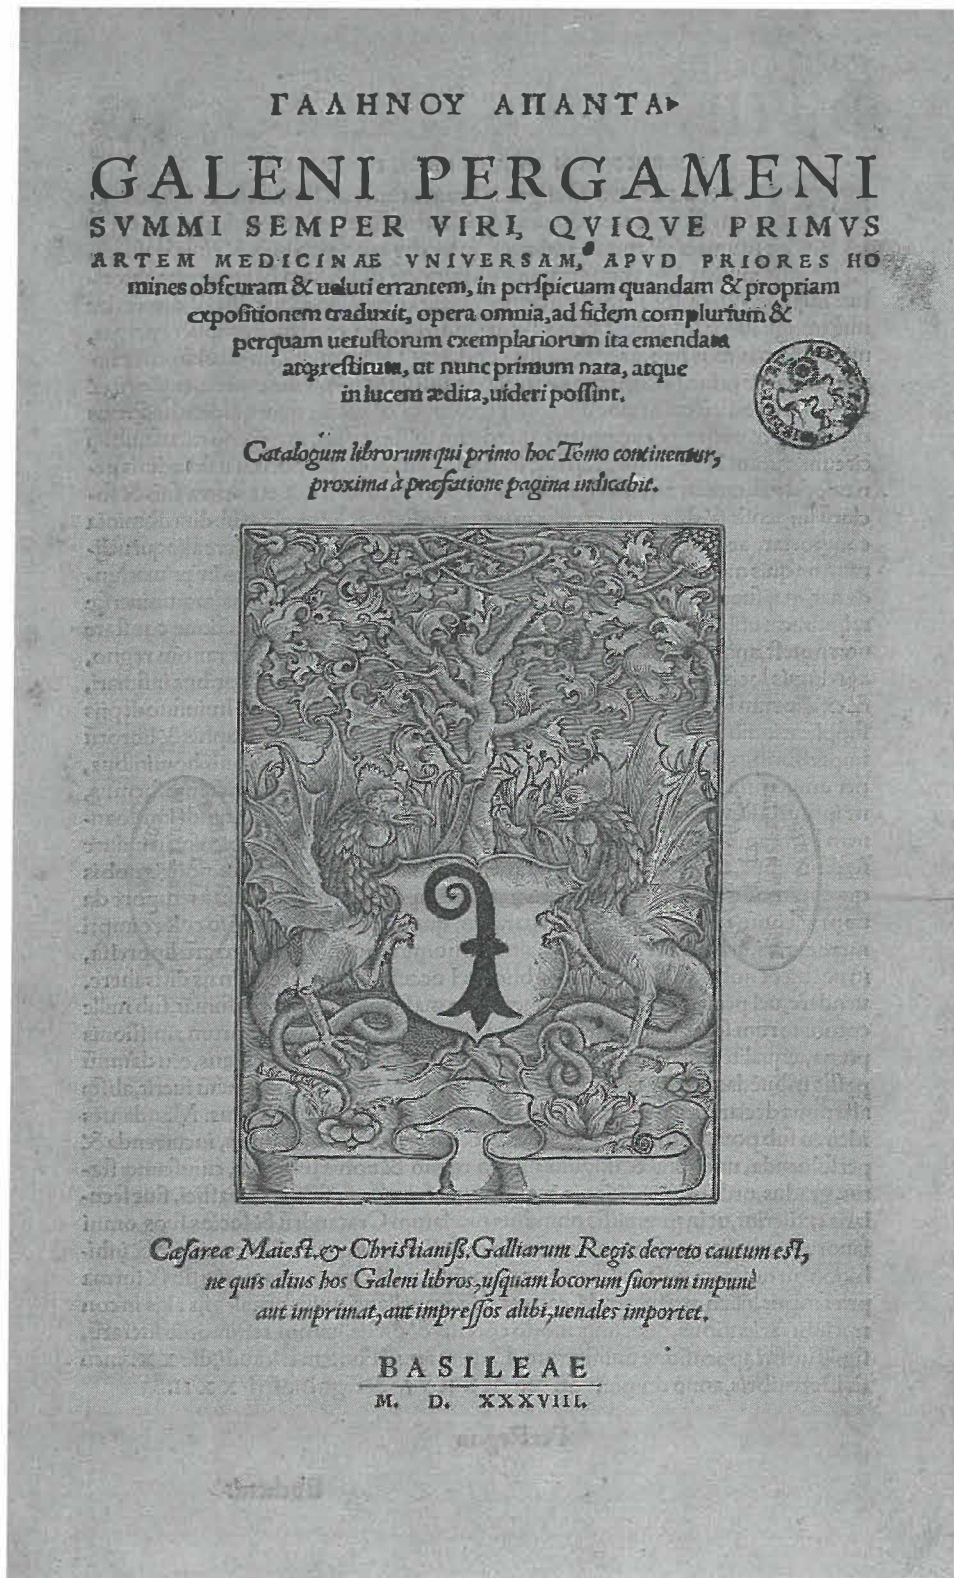 ΓΑΛΗΝΟΥ ΑΠΑΝΤΑ
GALENI PERGAMENI
SVMMI SEMPER VIRI, QVIQVE PRIMVS
ARTEM MEDICINAE VNIVERSAM, APVD PRIORES HO
mines obſcuram & ueluti errantem, in perſpicuam quandam & propriam
expoſitionem traduxit, opera omnia, ad fidem complurium &
perquam uetuſtorum exemplariorum ita emendata
atq; reſtituta, ut nunc primum nata, atque
in lucem ædita, uideri poſſint.
Catalogum librorum qui primo hoc Tomo continentur,
proxima à præfatione pagina indicabit.
Cæſareæ Maieſt. & Chriſtianiſſ. Galliarum Regis decreto cautum eſt,
ne quis alius hos Galeni libros, uſquam locorum ſuorum impunè
aut imprimat, aut impreſſos alibi, uenales importet.
BASILEAE
M. D. XXXVIII.